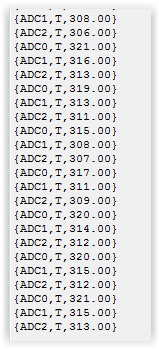 {ADC1,T,308.00}
{ADC2,T,306.00}
{ADC0,T,321.00}
{ADC1,T,316.00}
{ADC2,T,313.00}
{ADC0,T,319.00}
{ADC1,T,313.00}
{ADC2,T,311.00}
{ADC0,T,315.00}
{ADC1,T,308.00}
{ADC2,T,307.00}
{ADC0,T,317.00}
{ADC1,T,311.00}
{ADC2,T,309.00}
{ADC0,T,320.00}
{ADC1,T,314.00}
{ADC2,T,312.00}
{ADC0,T,320.00}
{ADC1,T,315.00}
{ADC2,T,312.00}
{ADC0,T,321.00}
{ADC1,T,315.00}
{ADC2,T,313.00}